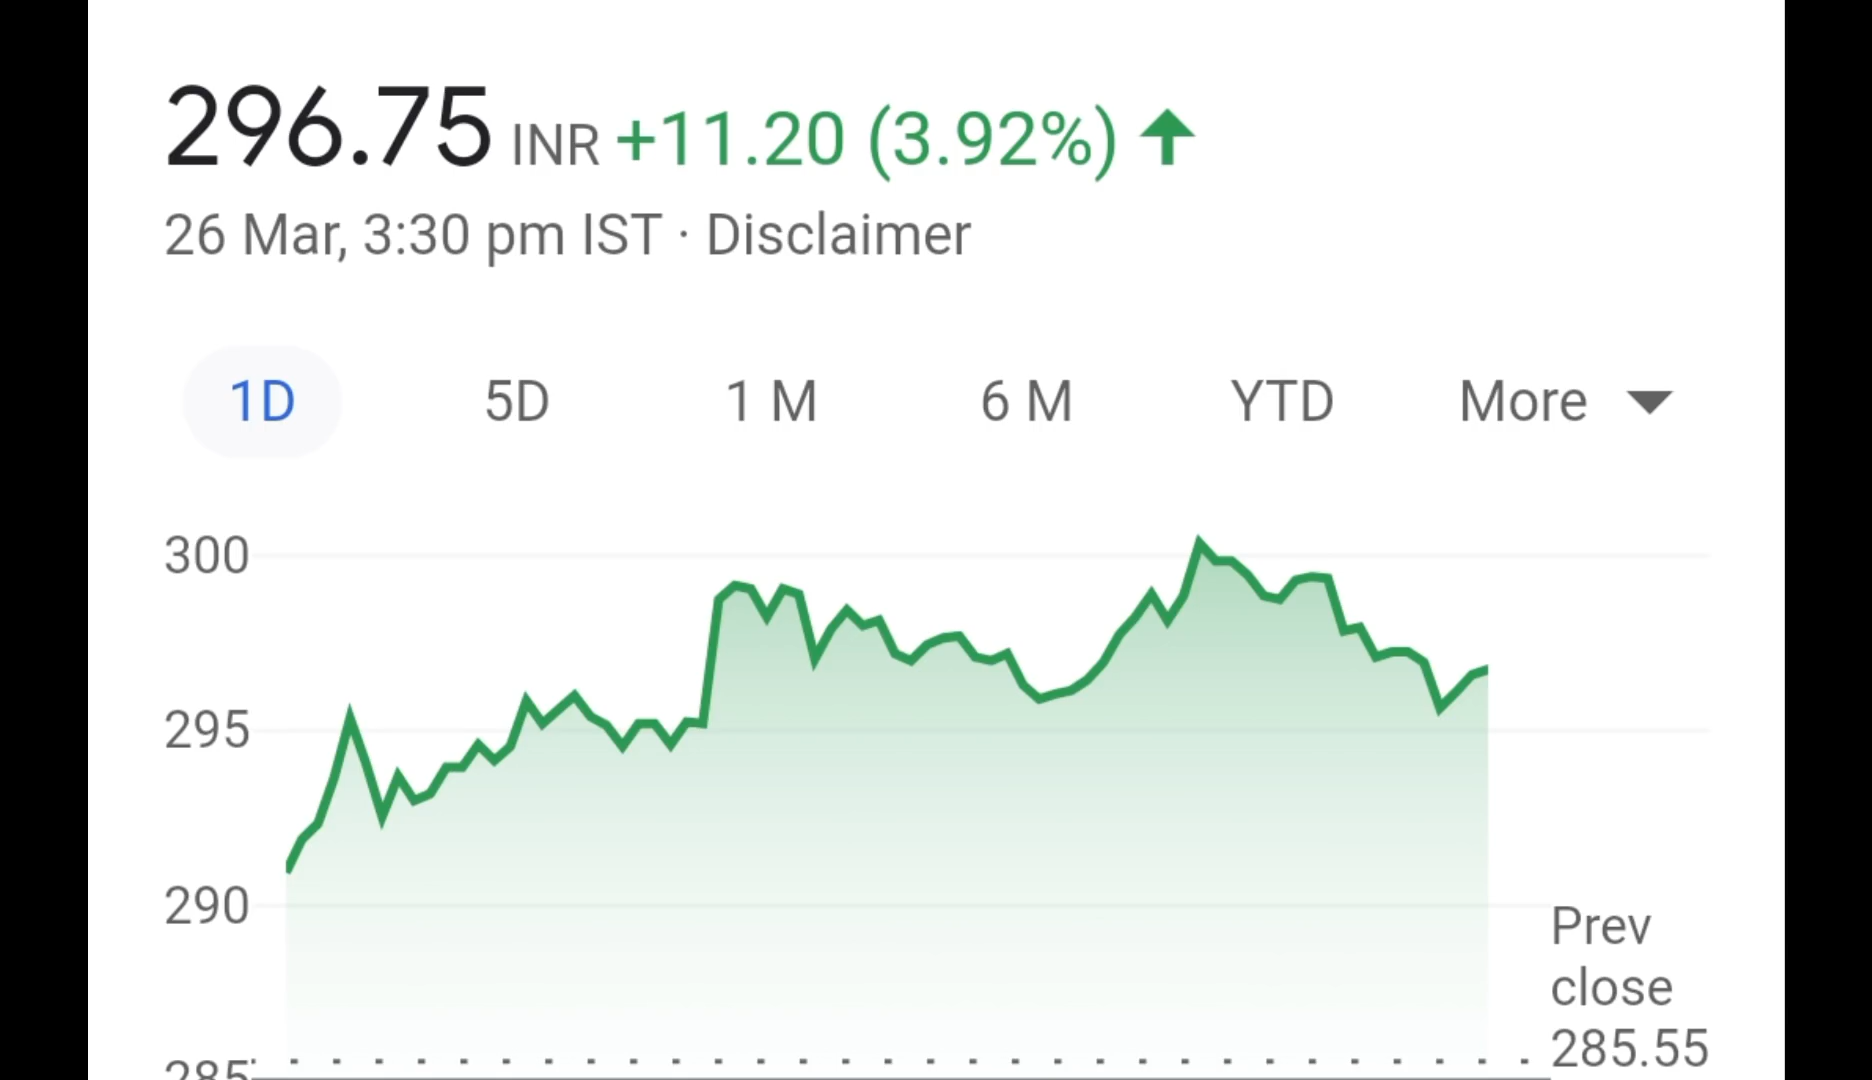 296.75 INR +11.20 (3.92%)
26 Mar, 3:30 pm IST · Disclaimer
1D 5D 1 M 6 M YTD More
300
295
290
285
Prev
close
285.55